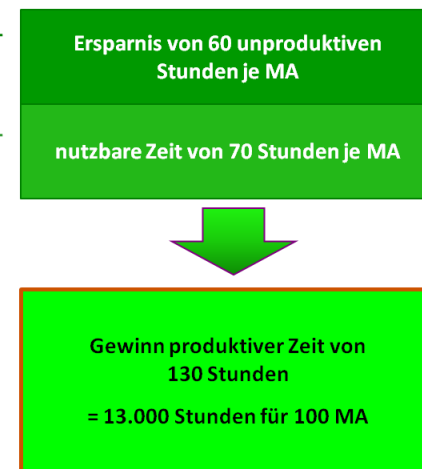 Ersparnis von 60 unproduktiven
Stunden je MA
nutzbare Zeit von 70 Stunden je MA
Gewinn produktiver Zeit von
130 Stunden
= 13.000 Stunden für 100 MA